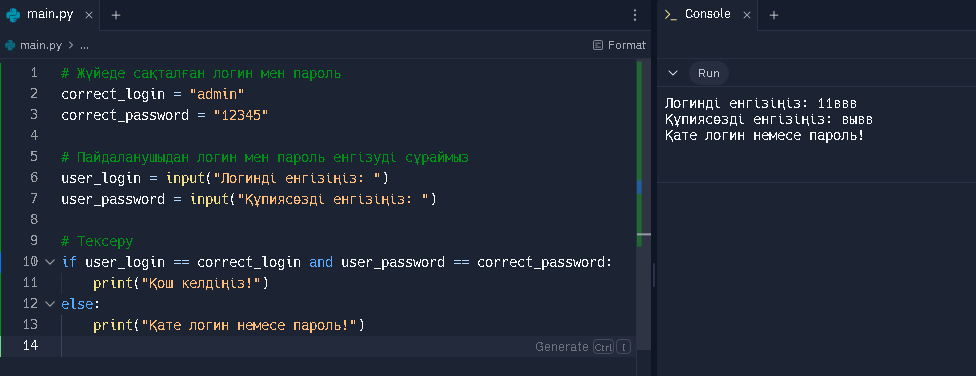 main.py
main.py > ...
Format
1 # Жүйеде сақталған логин мен пароль
2 correct_login = "admin"
3 correct_password = "12345"
4
5 # Пайдаланушыдан логин мен пароль енгізуді сұраймыз
6 user_login = input("Логинді енгізіңіз: ")
7 user_password = input("Құпиясөзді енгізіңіз: ")
8
9 # Тексеру
10 if user_login == correct_login and user_password == correct_password:
11 print("Қош келдіңіз!")
12 else:
13 print("Қате логин немесе пароль!")
14
Generate Ctrl I
Console
Run
Логинді енгізіңіз: 11ввв
Құпиясөзді енгізіңіз: вывв
Қате логин немесе пароль!